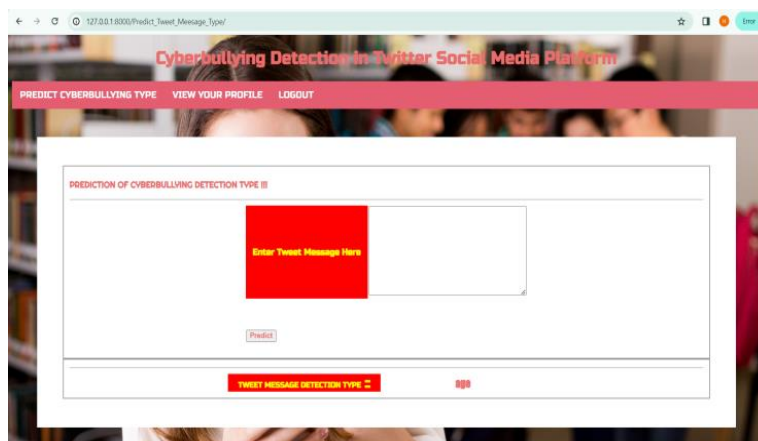 127.0.0.1:8000/Predict_Tweet_Message_Type/
Error
Cyberbullying Detection in Twitter Social Media Platform
PREDICT CYBERBULLYING TYPE VIEW YOUR PROFILE LOGOUT
PREDICTION OF CYBERBULLYING DETECTION TYPE !!!
Enter Tweet Message Here
Predict
TWEET MESSAGE DETECTION TYPE ::
age